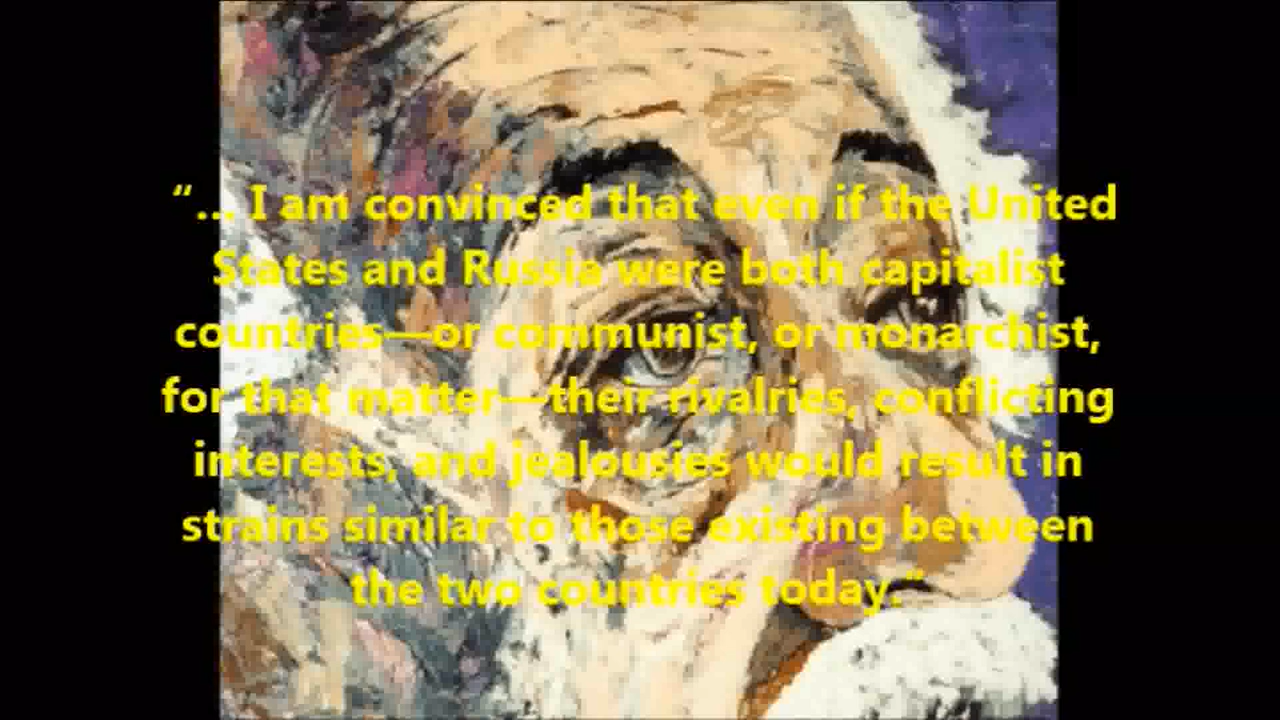 “... I am convinced that even if the United
States and Russia were both capitalist
countries—or communist, or monarchist,
for that matter—their rivalries, conflicting
interests, and jealousies would result in
strains similar to those existing between
the two countries today.”